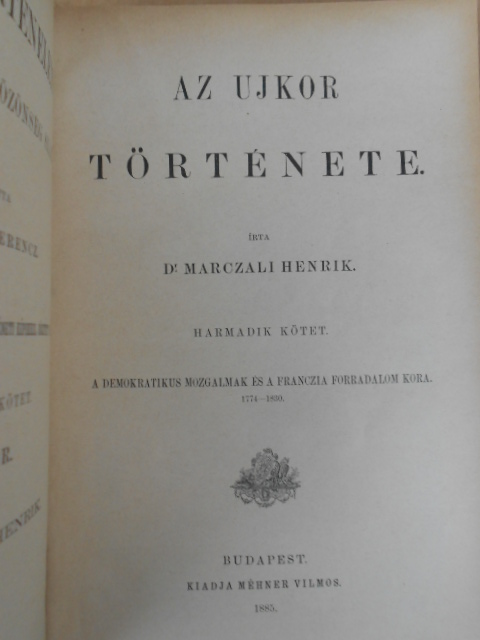 AZ UJKOR
TÖRTÉNETE.
ÍRTA
Dr MARCZALI HENRIK.
HARMADIK KÖTET.
A DEMOKRATIKUS MOZGALMAK ÉS A FRANCZIA FORRADALOM KORA.
1774—1830.
BUDAPEST.
KIADJA MÉHNER VILMOS.
1885.